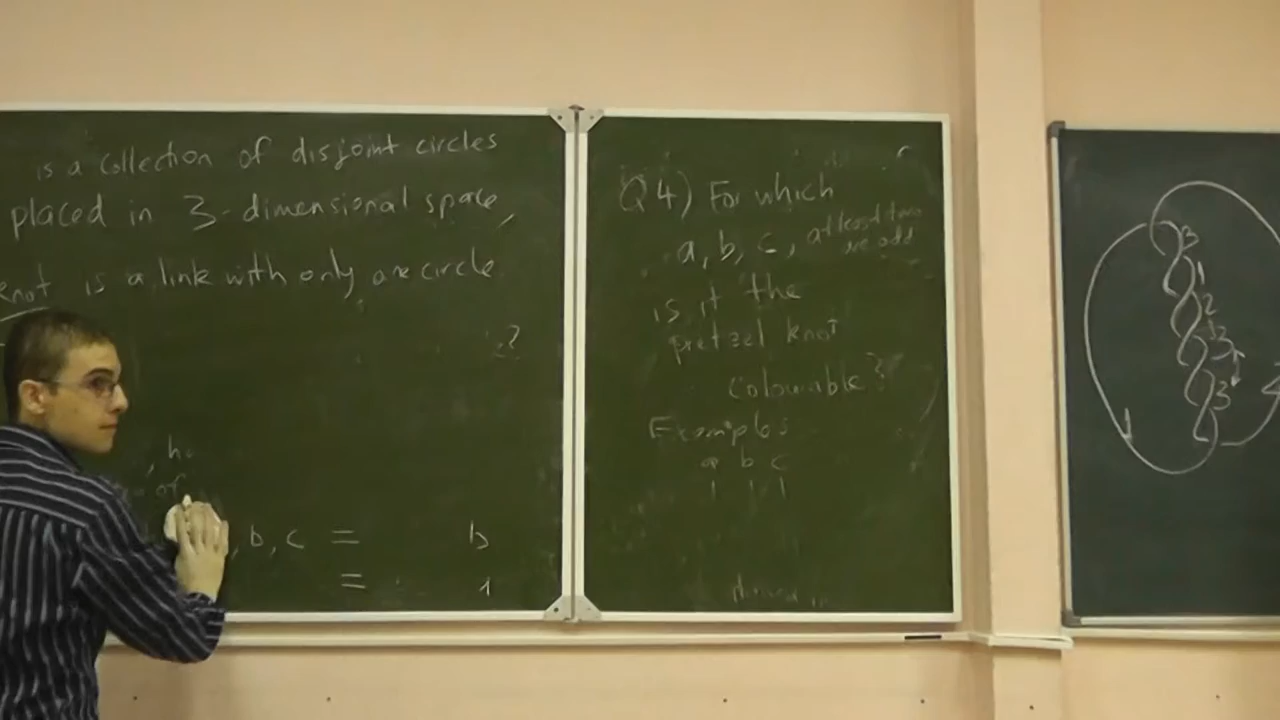 is a collection of disjoint circles
placed in 3-dimensional space,
knot is a link with only one circle
?
, h
of
, b, c = b
= 1
Q4) For which
a, b, c, at least two
are odd
is it the
pretzel knot
Colourable?
Examples
a b c
1 1 1
3
1
2
3
3